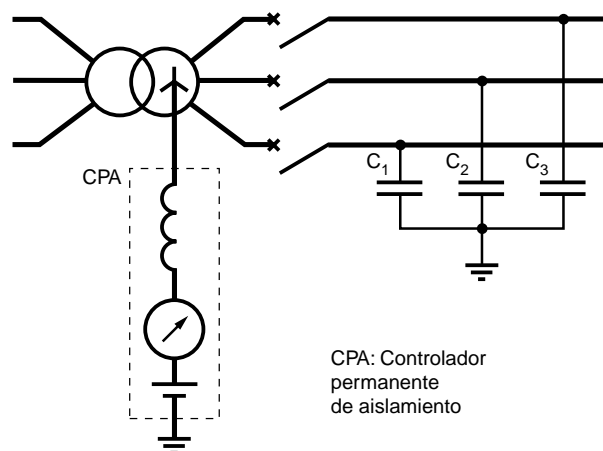 CPA
C1
C2
C3
CPA: Controlador
permanente
de aislamiento